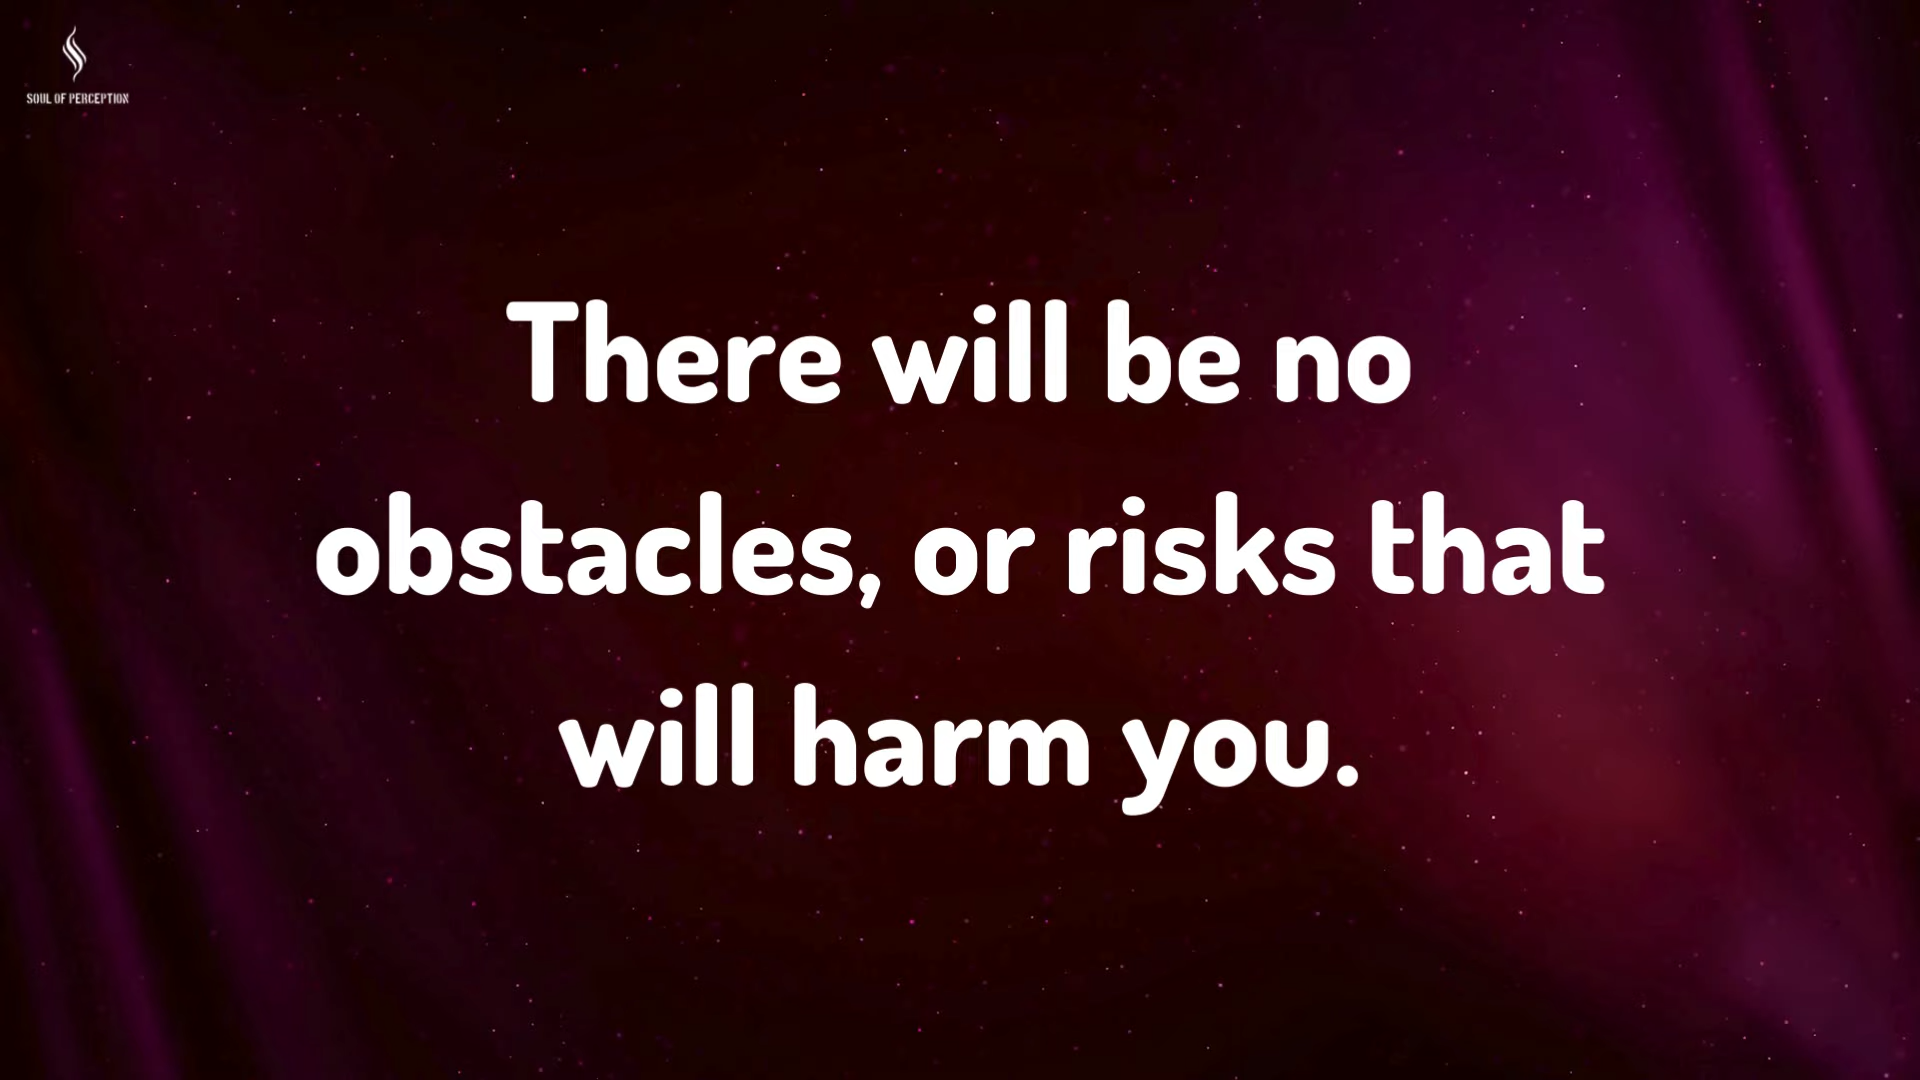 SOUL OF PERCEPTION
There will be no
obstacles, or risks that
will harm you.